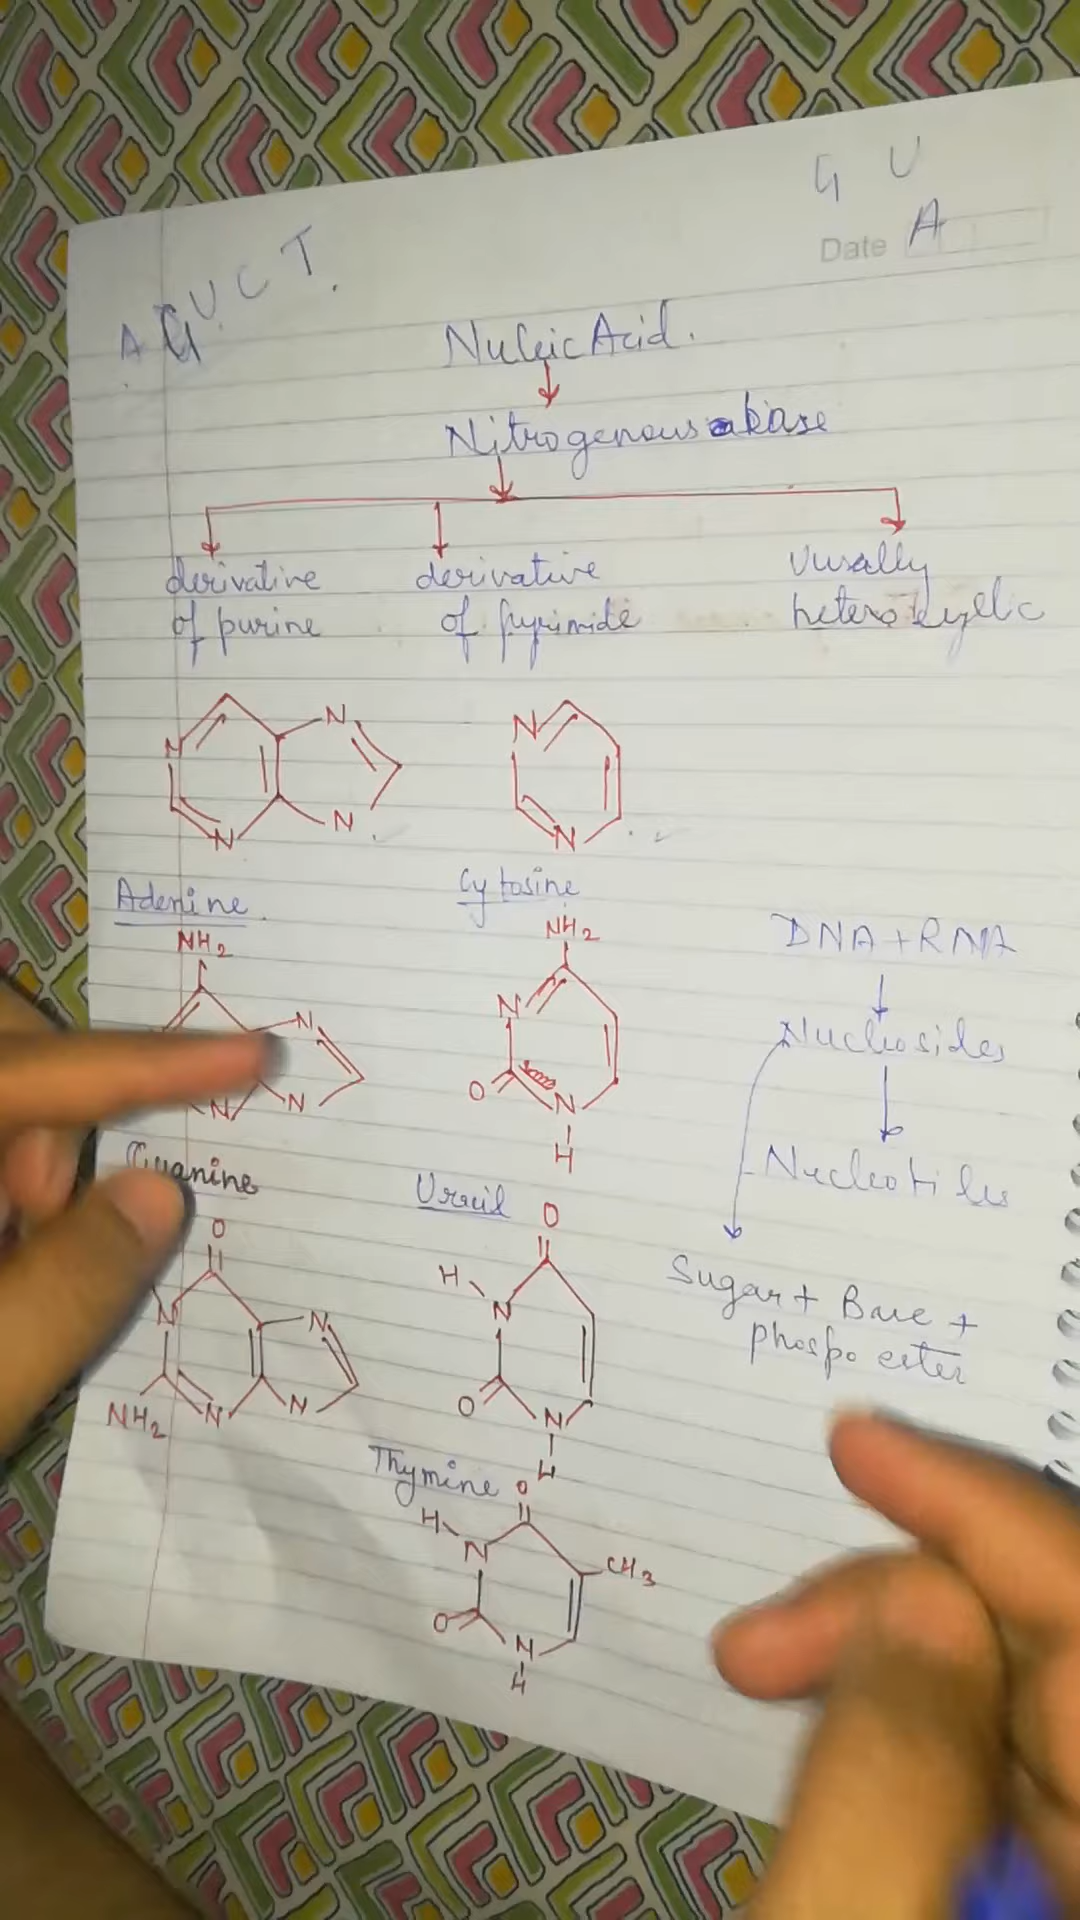 G U
A
Date
A G U C T.
Nuleic Acid.
Nitrogenous base
derivative
of purine
derivative
of pyrimide
Vusally
heterocyclic
N
N
N
N
N
N
Adenine.
NH2
N
N
N
Cytosine
NH2
N
O
N
H
DNA + RNA
Nucleosides
Nucleotides
Sugar + Base +
phospo ester
Guanine
O
N
N
NH2
N
N
Uracil
O
H
N
O
N
H
Thymine
O
H
N
CH3
O
N
H